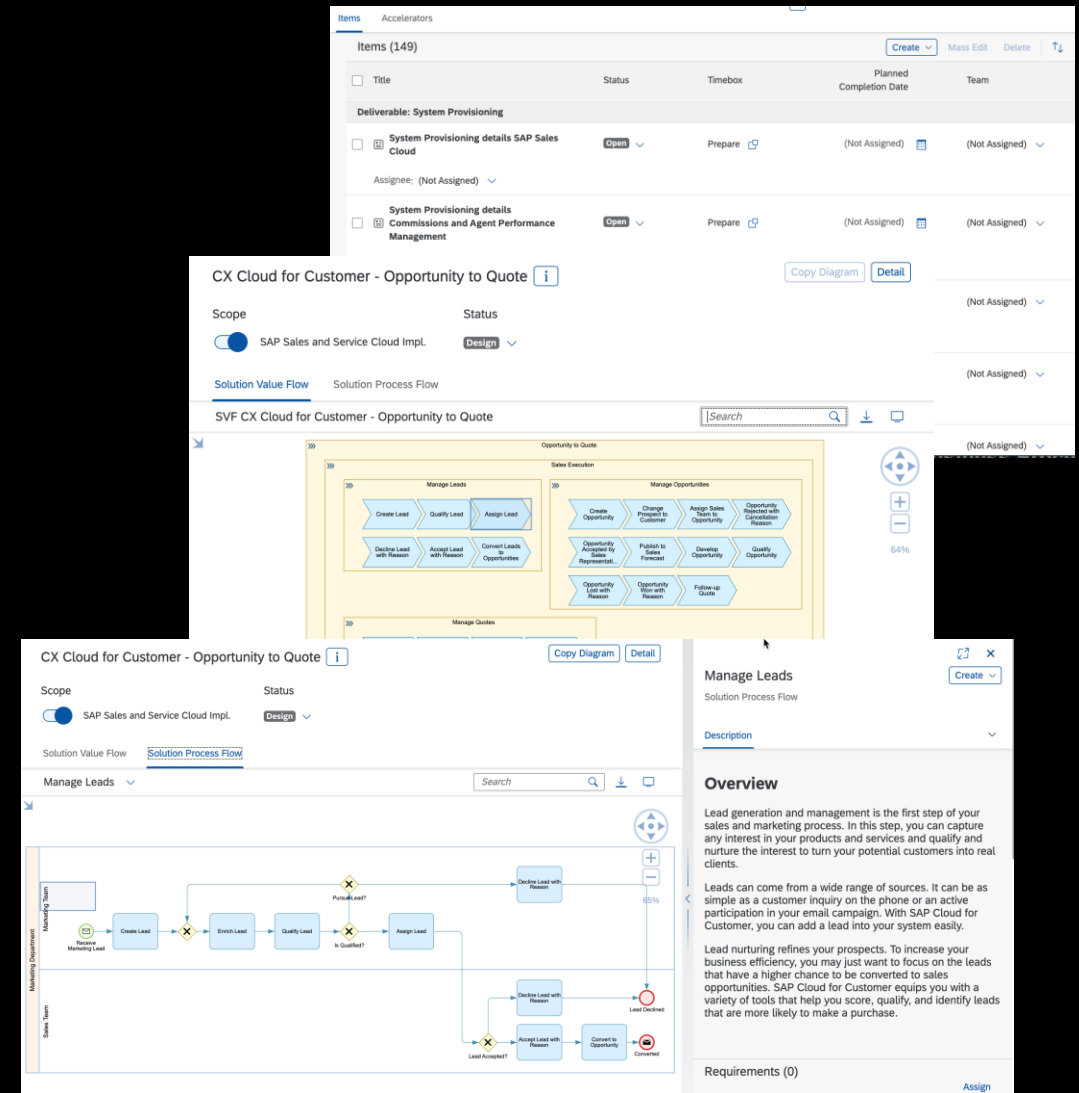 Items Accelerators
Items (149) Create Mass Edit Delete
Title Status Timebox Planned Completion Date Team
Deliverable: System Provisioning
System Provisioning details SAP Sales
Cloud
Open Prepare (Not Assigned) (Not Assigned)
Assignee: (Not Assigned)
System Provisioning details
Commissions and Agent Performance
Management
Open Prepare (Not Assigned) (Not Assigned)
(Not Assigned)
(Not Assigned)
(Not Assigned)
CX Cloud for Customer - Opportunity to Quote i Copy Diagram Detail
Scope Status
SAP Sales and Service Cloud Impl. Design
Solution Value Flow Solution Process Flow
SVF CX Cloud for Customer - Opportunity to Quote Search
Opportunity to Quote
Sales Execution
Manage Leads
Create Lead
Qualify Lead
Assign Lead
Decline Lead
with Reason
Accept Lead
with Reason
Convert Leads
to
Opportunities
Manage Opportunities
Create
Opportunity
Change
Prospect to
Customer
Assign Sales
Team to
Opportunity
Opportunity
Rejected with
Cancellation
Reason
Opportunity
Accepted by
Sales
Representati...
Publish to
Sales
Forecast
Develop
Opportunity
Qualify
Opportunity
Opportunity
Lost with
Reason
Opportunity
Won with
Reason
Follow-up
Quote
Manage Quotes
64%
CX Cloud for Customer - Opportunity to Quote i Copy Diagram Detail
Scope Status
SAP Sales and Service Cloud Impl. Design
Solution Value Flow Solution Process Flow
Manage Leads Search
65%
Marketing Department
Marketing Team
Receive
Marketing Lead
Create Lead
Enrich Lead
Qualify Lead
Is Qualified?
Pursue Lead?
Assign Lead
Decline Lead with
Reason
Sales Team
Lead Accepted?
Decline Lead with
Reason
Accept Lead with
Reason
Convert to
Opportunity
Lead Declined
Converted
Manage Leads Create
Solution Process Flow
Description
Overview
Lead generation and management is the first step of your
sales and marketing process. In this step, you can capture
any interest in your products and services and qualify and
nurture the interest to turn your potential customers into real
clients.
Leads can come from a wide range of sources. It can be as
simple as a customer inquiry on the phone or an active
participation in your email campaign. With SAP Cloud for
Customer, you can add a lead into your system easily.
Lead nurturing refines your prospects. To increase your
business efficiency, you may just want to focus on the leads
that have a higher chance to be converted to sales
opportunities. SAP Cloud for Customer equips you with a
variety of tools that help you score, qualify, and identify leads
that are more likely to make a purchase.
Requirements (0)
Assign